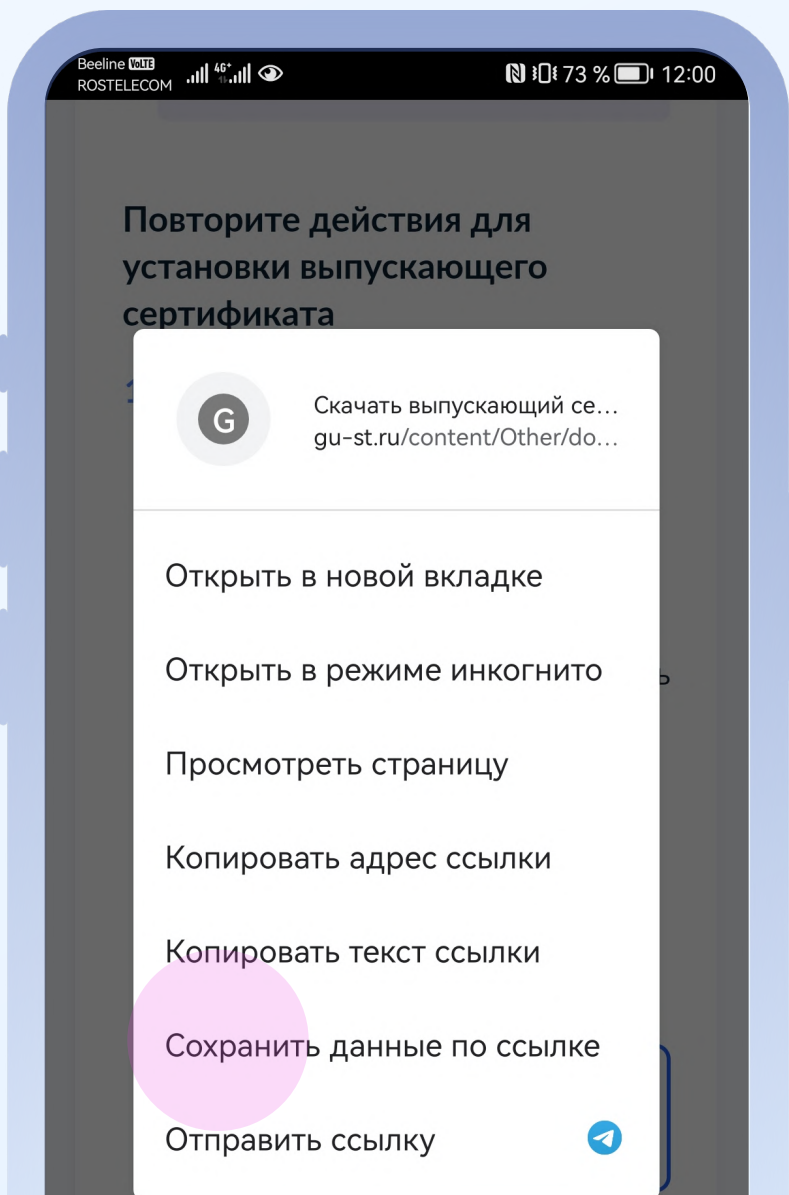 Beeline VoLTE
ROSTELECOM
4G+
73 % 12:00
Повторите действия для
установки выпускающего
сертификата
G
Скачать выпускающий се...
gu-st.ru/content/Other/do...
Открыть в новой вкладке
Открыть в режиме инкогнито
ь
Просмотреть страницу
Копировать адрес ссылки
Копировать текст ссылки
Сохранить данные по ссылке
Отправить ссылку